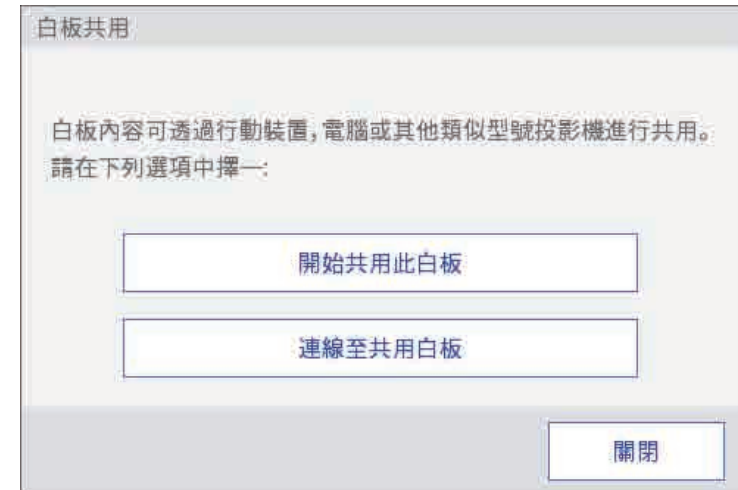 白板共用
白板內容可透過行動裝置,電腦或其他類似型號投影機進行共用。
請在下列選項中擇一:
開始共用此白板
連線至共用白板
關閉